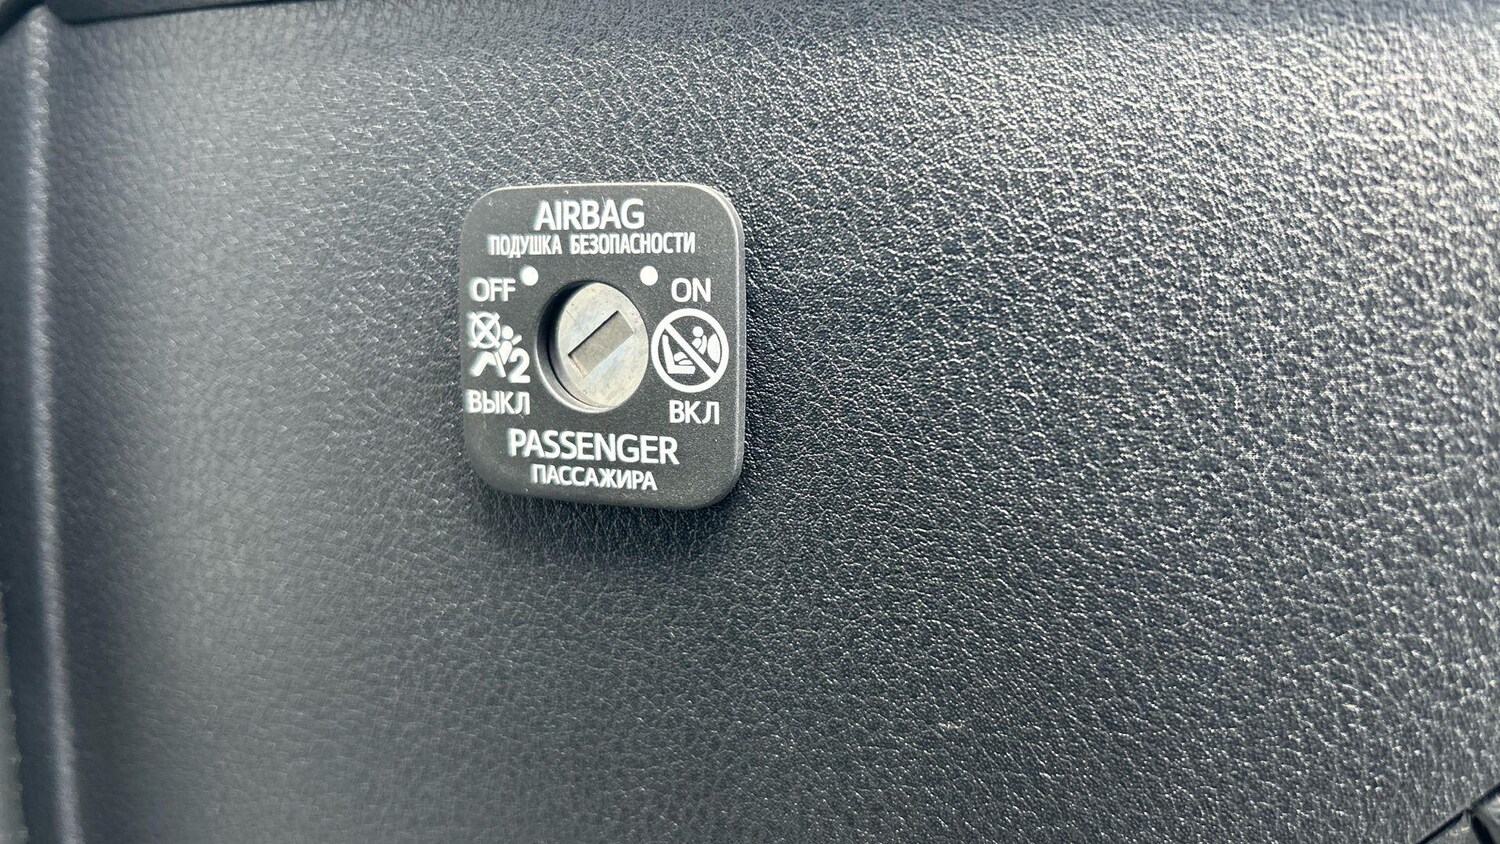 AIRBAG
ПОДУШКА БЕЗОПАСНОСТИ
OFF ON
2
ВЫКЛ ВКЛ
PASSENGER
ПАССАЖИРА